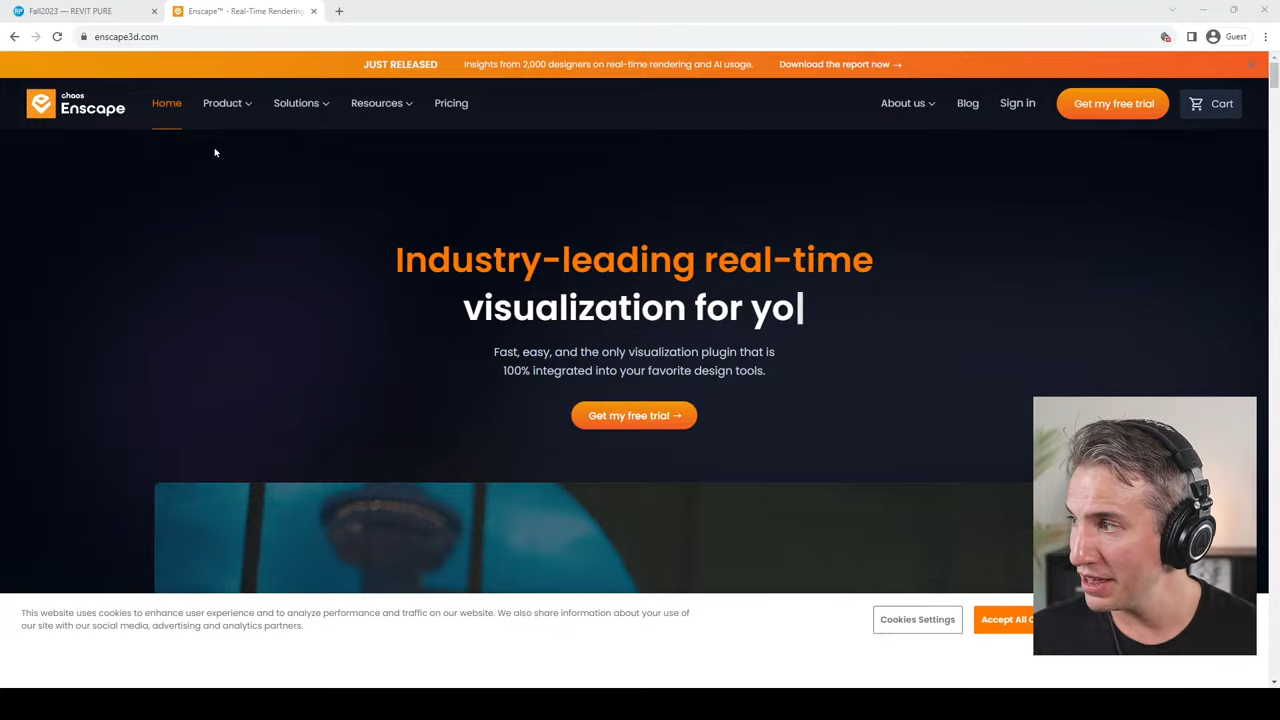 Fall2023 — REVIT PURE
Enscape™ - Real-Time Rendering
enscape3d.com
Guest
JUST RELEASED Insights from 2,000 designers on real-time rendering and AI usage. Download the report now →
chaos
Enscape
Home Product Solutions Resources Pricing About us Blog Sign in Get my free trial Cart
Industry-leading real-time
visualization for yo
Fast, easy, and the only visualization plugin that is
100% integrated into your favorite design tools.
Get my free trial →
This website uses cookies to enhance user experience and to analyze performance and traffic on our website. We also share information about your use of
our site with our social media, advertising and analytics partners.
Cookies Settings
Accept All